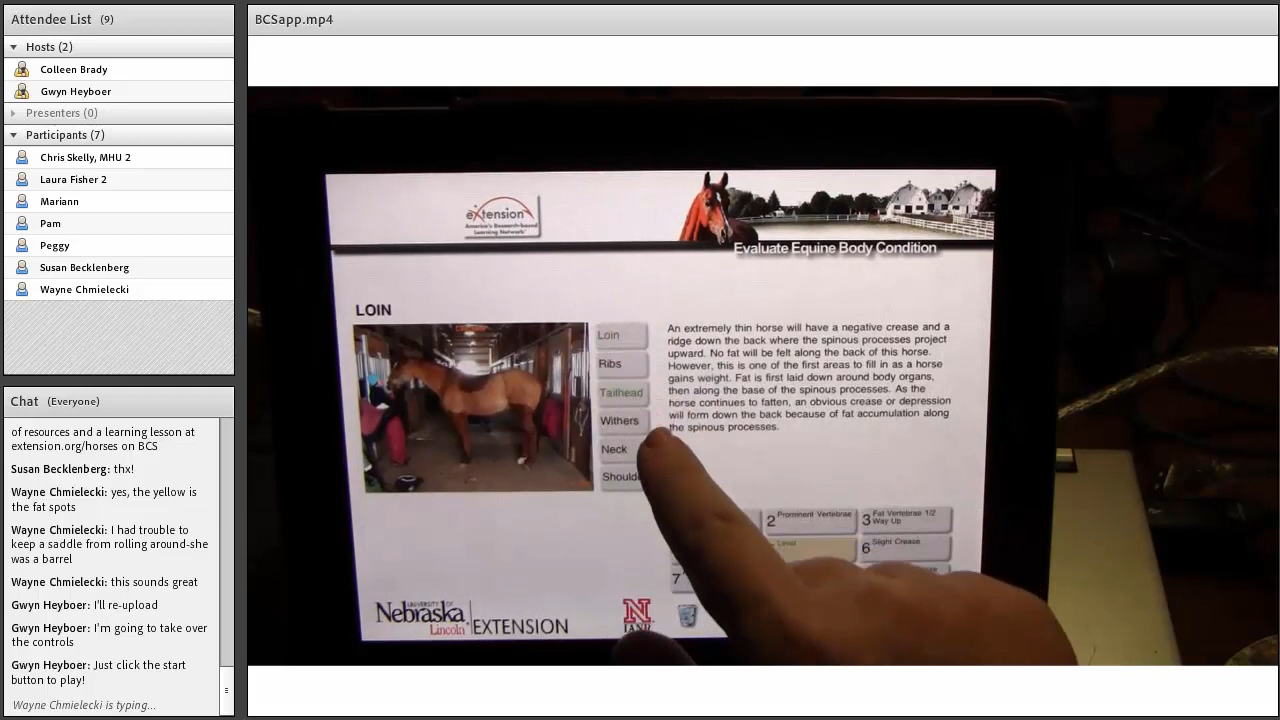 Attendee List (9)
Hosts (2)
Colleen Brady
Gwyn Heyboer
Presenters (0)
Participants (7)
Chris Skelly, MHU 2
Laura Fisher 2
Mariann
Pam
Peggy
Susan Becklenberg
Wayne Chmielecki
Chat (Everyone)
of resources and a learning lesson at
extension.org/horses on BCS
Susan Becklenberg: thx!
Wayne Chmielecki: yes, the yellow is
the fat spots
Wayne Chmielecki: i had trouble to
keep a saddle from rolling around-she
was a barrel
Wayne Chmielecki: this sounds great
Gwyn Heyboer: I'll re-upload
Gwyn Heyboer: I'm going to take over
the controls
Gwyn Heyboer: Just click the start
button to play!
Wayne Chmielecki is typing...
BCSapp.mp4
eXtension
America's Research-based
Learning Network
Evaluate Equine Body Condition
LOIN
Loin
Ribs
Tailhead
Withers
Neck
An extremely thin horse will have a negative crease and a
ridge down the back where the spinous processes project
upward. No fat will be felt along the back of this horse.
However, this is one of the first areas to fill in as a horse
gains weight. Fat is first laid down around body organs,
then along the base of the spinous processes. As the
horse continues to fatten, an obvious crease or depression
will form down the back because of fat accumulation along
the spinous processes.
2 Prominent Vertebrae
3 Fat Vertebrae 1/2
Way Up
Level
6 Slight Crease
7
UNIVERSITY OF
Nebraska
Lincoln
EXTENSION
N
IANR